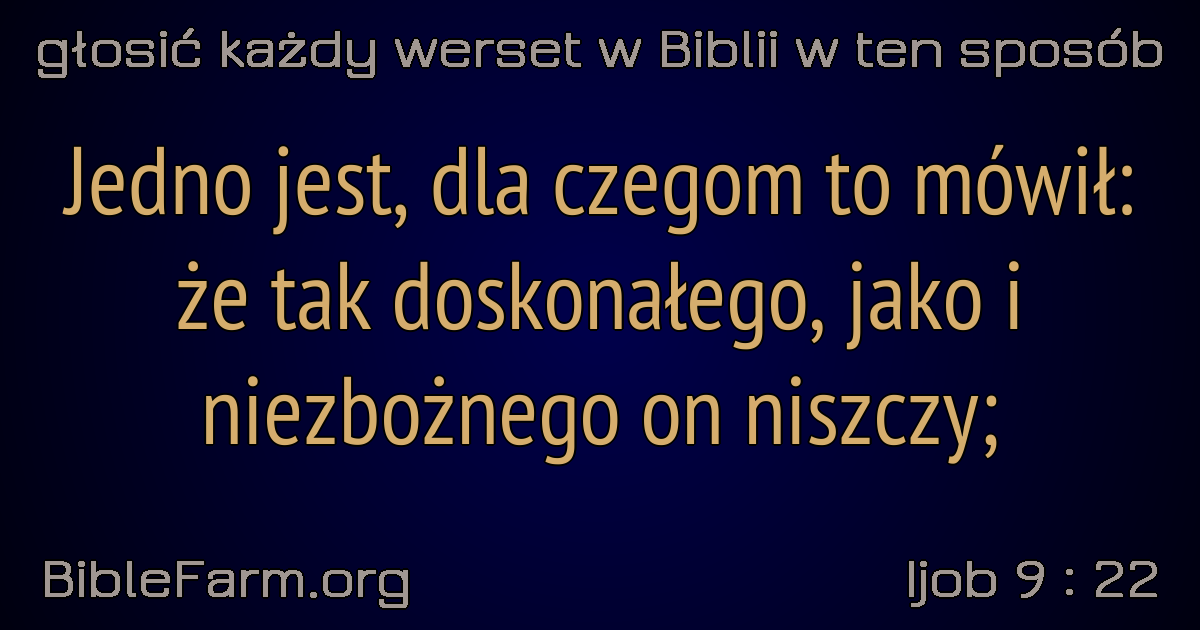 głosić każdy werset w Biblii w ten sposób
Jedno jest, dla czegom to mówił:
że tak doskonałego, jako i
niezbożnego on niszczy;
BibleFarm.org
Ijob 9 : 22